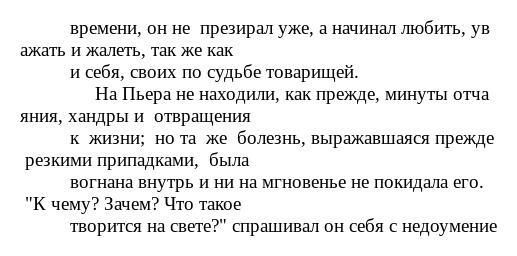 времени, он не  презирал уже, а начинал любить, ув
ажать и жалеть, так же как
и себя, своих по судьбе товарищей.
На Пьера не находили, как прежде, минуты отча
яния, хандры и  отвращения
к  жизни;  но та  же  болезнь, выражавшаяся прежде
резкими припадками,  была
вогнана внутрь и ни на мгновенье не покидала его.
"К чему? Зачем? Что такое
творится на свете?" спрашивал он себя с недоумение